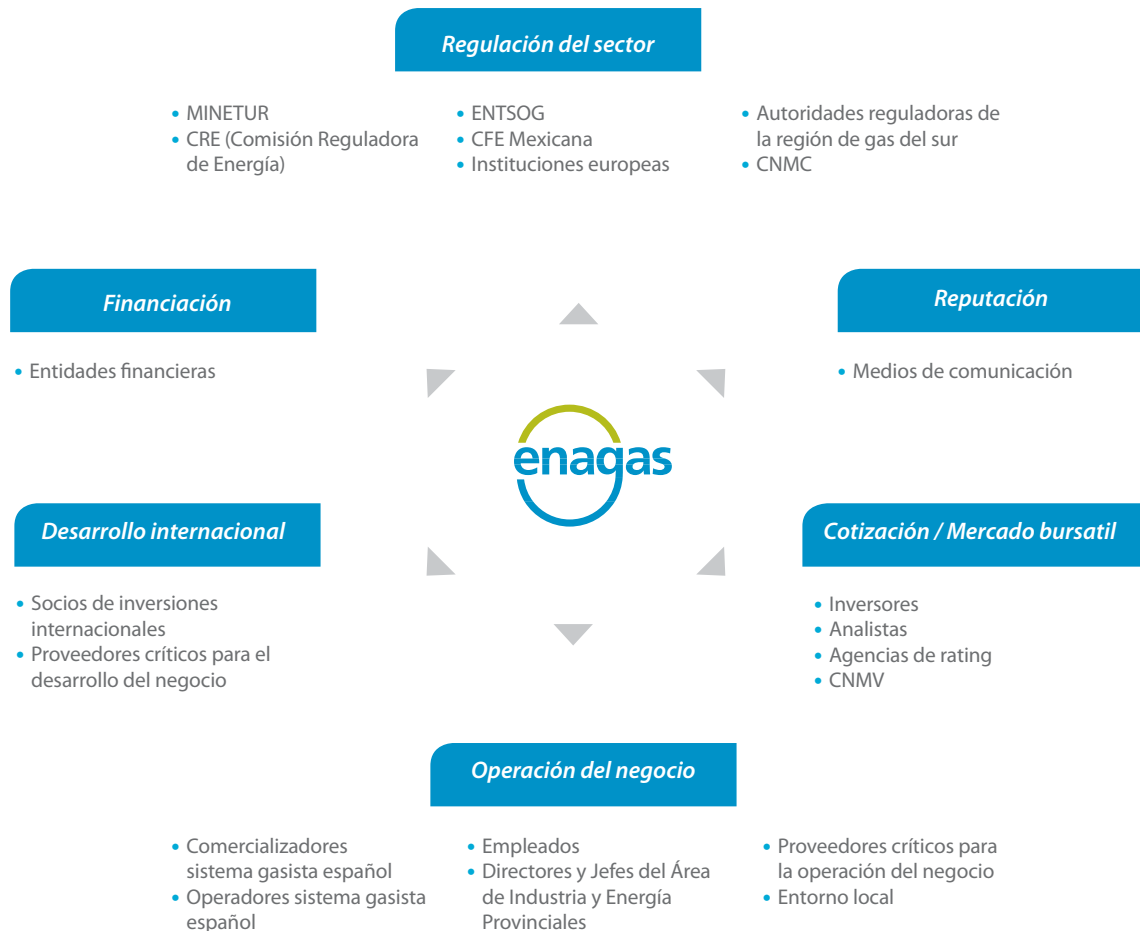 Regulación del sector
• MINETUR
• CRE (Comisión Reguladora
de Energía)
• ENTSOG
• CFE Mexicana
• Instituciones europeas
• Autoridades reguladoras de
la región de gas del sur
• CNMC
Financiación
• Entidades financieras
Reputación
• Medios de comunicación
enagas
Desarrollo internacional
• Socios de inversiones
internacionales
• Proveedores críticos para el
desarrollo del negocio
Cotización / Mercado bursatil
• Inversores
• Analistas
• Agencias de rating
• CNMV
Operación del negocio
• Comercializadores
sistema gasista español
• Operadores sistema gasista
español
• Empleados
• Directores y Jefes del Área
de Industria y Energía
Provinciales
• Proveedores críticos para
la operación del negocio
• Entorno local